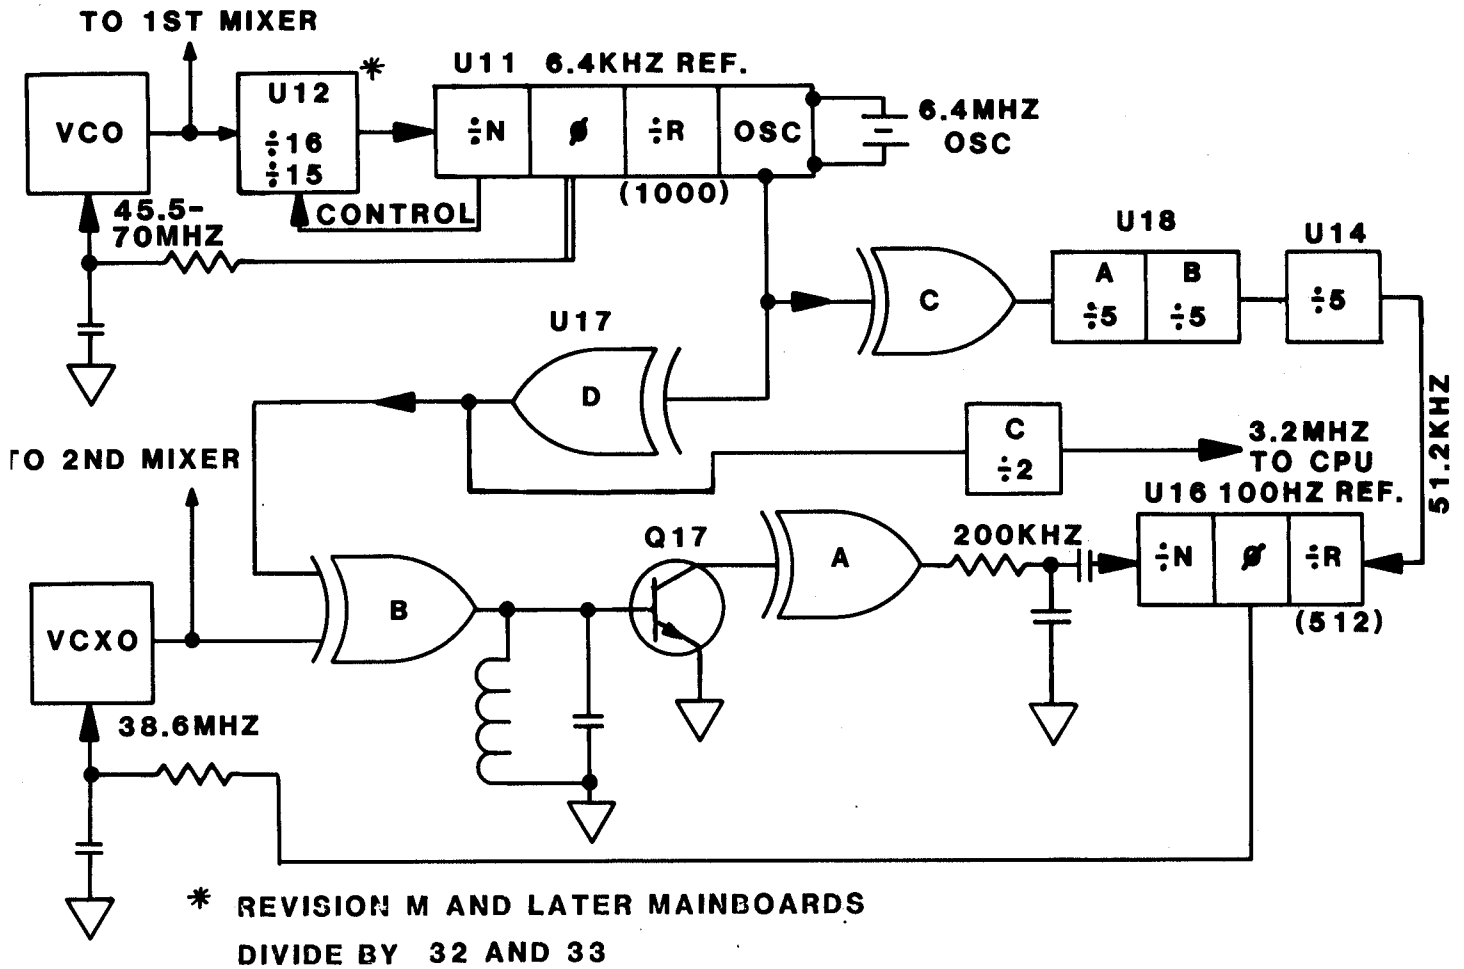 TO 1ST MIXER
VCO
U12
÷16
÷15
*
U11 6.4KHZ REF.
÷N
ø
÷R
OSC
(1000)
6.4MHZ
OSC
CONTROL
45.5-
70MHZ
U18
U14
C
A
÷5
B
÷5
÷5
U17
D
51.2KHZ
C
÷2
3.2MHZ
TO CPU
TO 2ND MIXER
U16 100HZ REF.
Q17
A
200KHZ
÷N
ø
÷R
(512)
B
VCXO
38.6MHZ
* REVISION M AND LATER MAINBOARDS
DIVIDE BY 32 AND 33